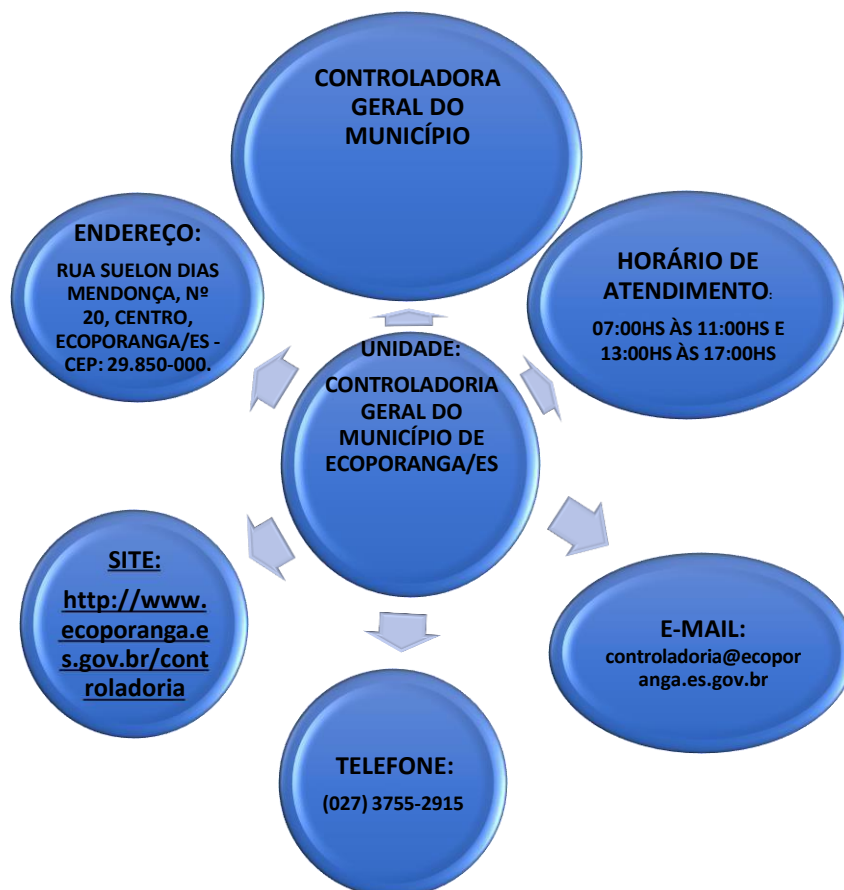 CONTROLADORA
GERAL DO
MUNICÍPIO
ENDEREÇO:
RUA SUELON DIAS
MENDONÇA, Nº
20, CENTRO,
ECOPORANGA/ES -
CEP: 29.850-000.
HORÁRIO DE
ATENDIMENTO:
07:00HS ÀS 11:00HS E
13:00HS ÀS 17:00HS
UNIDADE:
CONTROLADORIA
GERAL DO
MUNICÍPIO DE
ECOPORANGA/ES
SITE:
http://www.
ecoporanga.e
s.gov.br/cont
roladoria
E-MAIL:
controladoria@ecopor
anga.es.gov.br
TELEFONE:
(027) 3755-2915